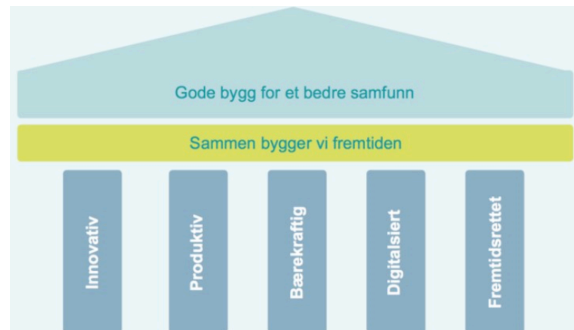 Gode bygg for et bedre samfunn
Sammen bygger vi fremtiden
Innovativ
Produktiv
Bærekraftig
Digitalsiert
Fremtidsrettet